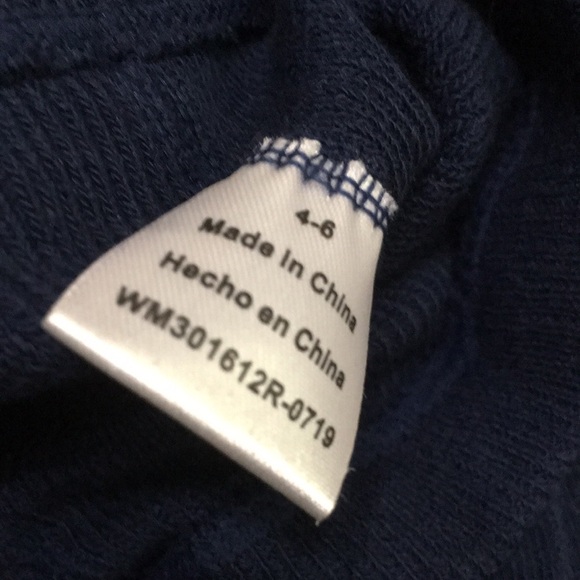 4-6
Made in China
Hecho en China
WM301612R-0719